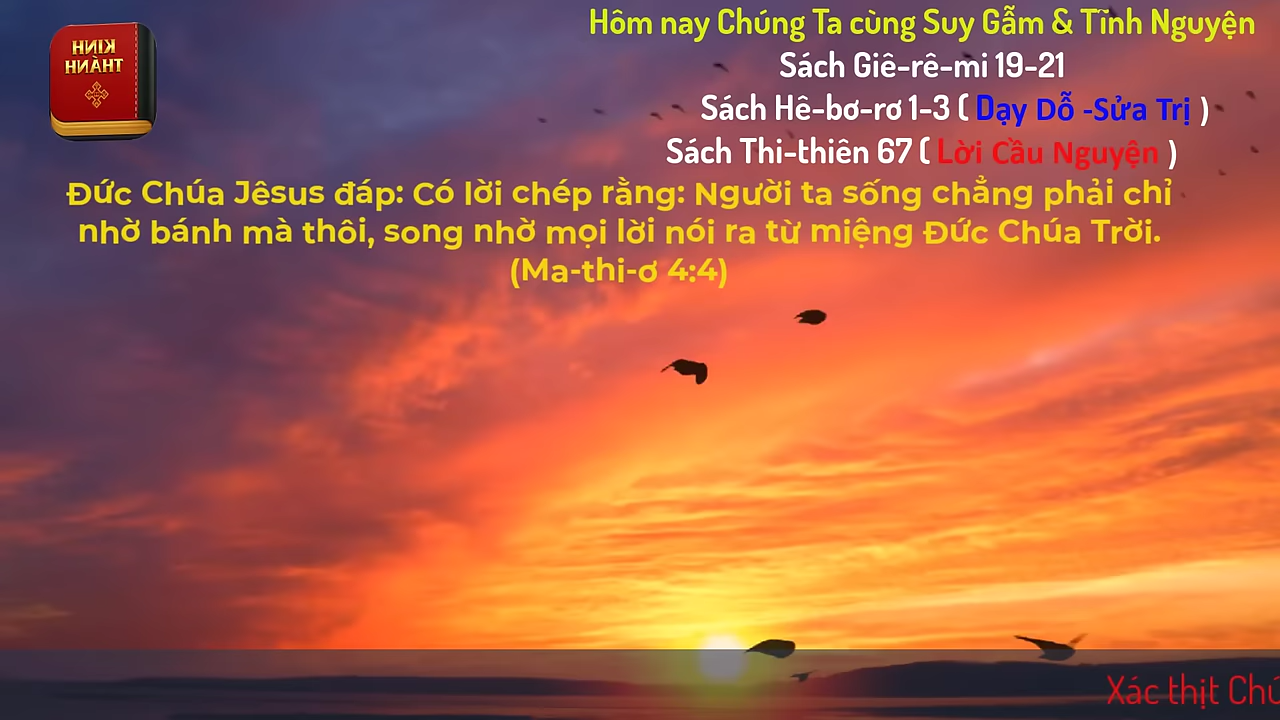 KINH
THÀNH
Hôm nay Chúng Ta cùng Suy Gẫm & Tĩnh Nguyện
Sách Giê-rê-mi 19-21
Sách Hê-bơ-rơ 1-3 ( Dạy Dỗ -Sửa Trị )
Sách Thi-thiên 67 ( Lời Cầu Nguyện )
Đức Chúa Jêsus đáp: Có lời chép rằng: Người ta sống chẳng phải chỉ
nhờ bánh mà thôi, song nhờ mọi lời nói ra từ miệng Đức Chúa Trời.
(Ma-thi-ơ 4:4)
Xác thịt